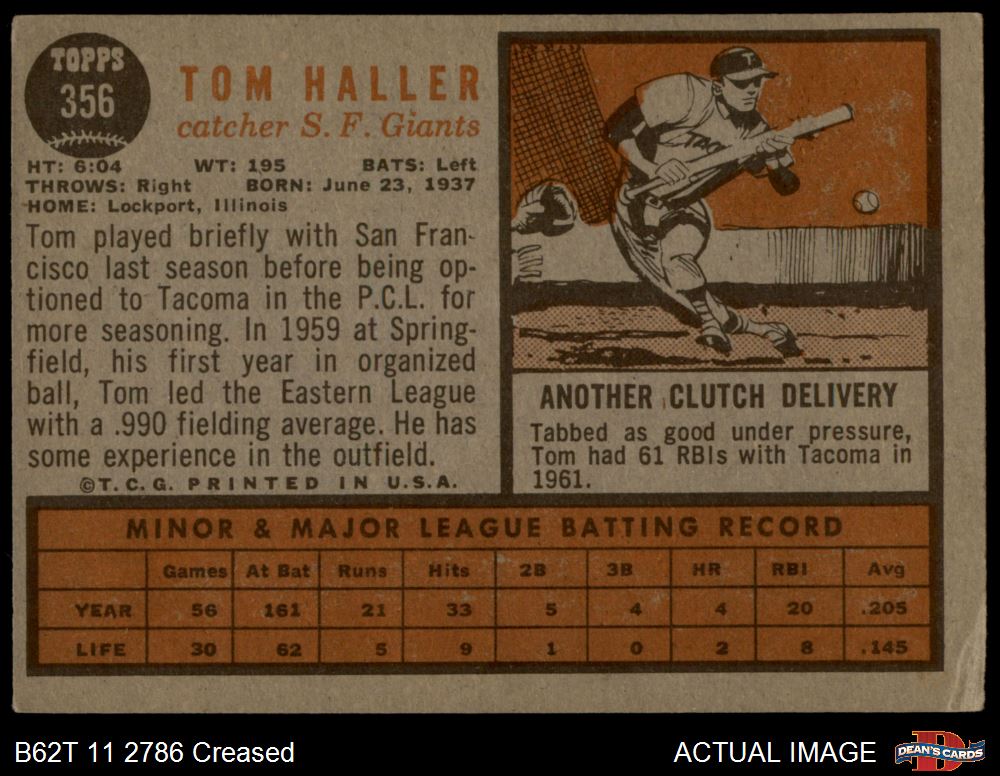 TOPPS
356
TOM HALLER
catcher S. F. Giants
HT: 6:04 WT: 195 BATS: Left
THROWS: Right BORN: June 23, 1937
HOME: Lockport, Illinois
Tom played briefly with San Fran-
cisco last season before being op-
tioned to Tacoma in the P.C.L. for
more seasoning. In 1959 at Spring-
field, his first year in organized
ball, Tom led the Eastern League
with a .990 fielding average. He has
some experience in the outfield.
©T.C.G. PRINTED IN U.S.A.
T
TAC
ANOTHER CLUTCH DELIVERY
Tabbed as good under pressure,
Tom had 61 RBIs with Tacoma in
1961.
MINOR & MAJOR LEAGUE BATTING RECORD
Games At Bat Runs Hits 2B 3B HR RBI Avg
YEAR 56 161 21 33 5 4 4 20 .205
LIFE 30 62 5 9 1 0 2 8 .145
B62T 11 2786 Creased
ACTUAL IMAGE
D
DEAN'S CARDS